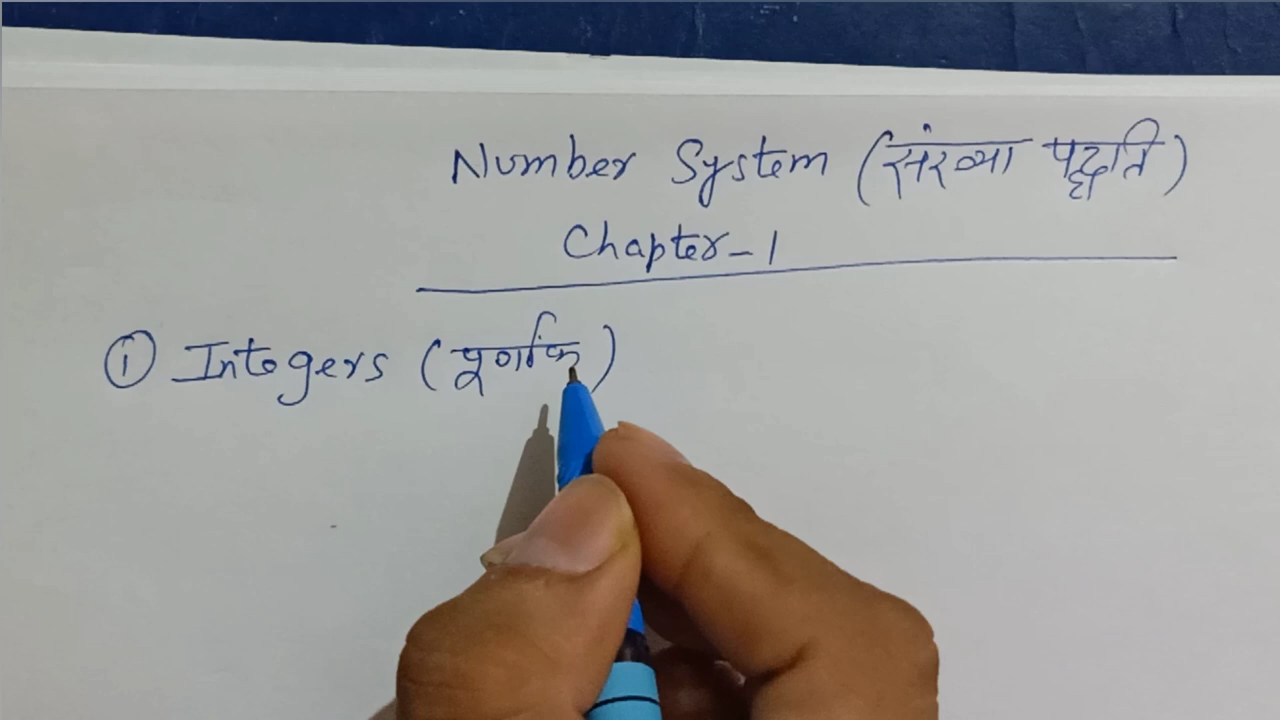 Number System (संख्या पद्धति)
Chapter-1
① Integers (पूर्णांक)